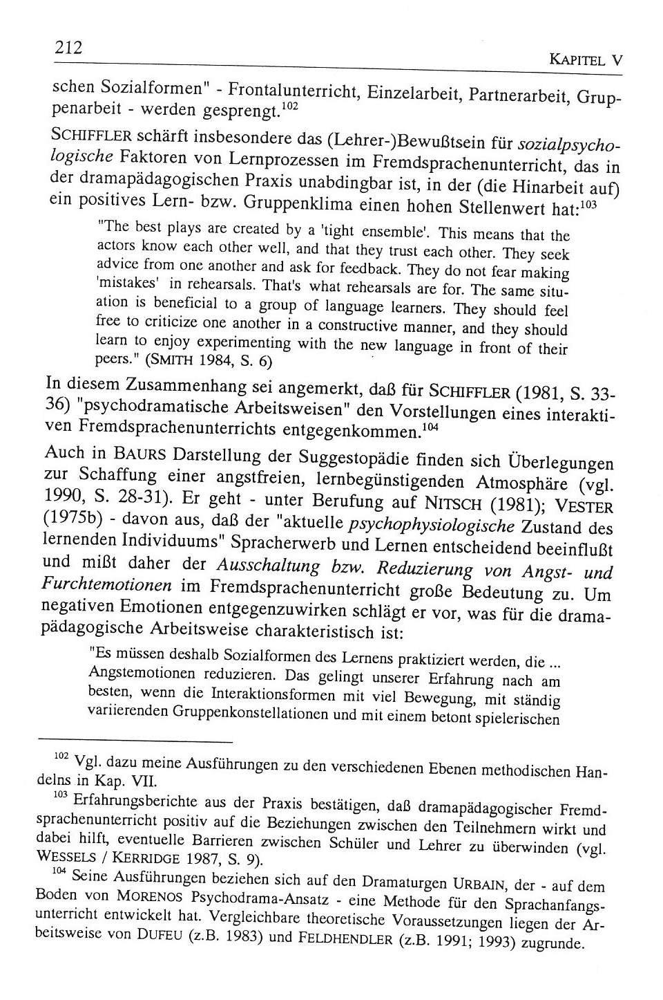 212
KAPITEL V
schen Sozialformen" - Frontalunterricht, Einzelarbeit, Partnerarbeit, Grup-
penarbeit - werden gesprengt.102
SCHIFFLER schärft insbesondere das (Lehrer-)Bewußtsein für sozialpsycho-
logische Faktoren von Lernprozessen im Fremdsprachenunterricht, das in
der dramapädagogischen Praxis unabdingbar ist, in der (die Hinarbeit auf)
ein positives Lern- bzw. Gruppenklima einen hohen Stellenwert hat:103
"The best plays are created by a 'tight ensemble'. This means that the
actors know each other well, and that they trust each other. They seek
advice from one another and ask for feedback. They do not fear making
'mistakes' in rehearsals. That's what rehearsals are for. The same situ-
ation is beneficial to a group of language learners. They should feel
free to criticize one another in a constructive manner, and they should
learn to enjoy experimenting with the new language in front of their
peers." (SMITH 1984, S. 6)
In diesem Zusammenhang sei angemerkt, daß für SCHIFFLER (1981, S. 33-
36) "psychodramatische Arbeitsweisen" den Vorstellungen eines interakti-
ven Fremdsprachenunterrichts entgegenkommen.104
Auch in BAURS Darstellung der Suggestopädie finden sich Überlegungen
zur Schaffung einer angstfreien, lernbegünstigenden Atmosphäre (vgl.
1990, S. 28-31). Er geht - unter Berufung auf NITSCH (1981); VESTER
(1975b) - davon aus, daß der "aktuelle psychophysiologische Zustand des
lernenden Individuums" Spracherwerb und Lernen entscheidend beeinflußt
und mißt daher der Ausschaltung bzw. Reduzierung von Angst- und
Furchtemotionen im Fremdsprachenunterricht große Bedeutung zu. Um
negativen Emotionen entgegenzuwirken schlägt er vor, was für die drama-
pädagogische Arbeitsweise charakteristisch ist:
"Es müssen deshalb Sozialformen des Lernens praktiziert werden, die ...
Angstemotionen reduzieren. Das gelingt unserer Erfahrung nach am
besten, wenn die Interaktionsformen mit viel Bewegung, mit ständig
variierenden Gruppenkonstellationen und mit einem betont spielerischen
102 Vgl. dazu meine Ausführungen zu den verschiedenen Ebenen methodischen Han-
delns in Kap. VII.
103 Erfahrungsberichte aus der Praxis bestätigen, daß dramapädagogischer Fremd-
sprachenunterricht positiv auf die Beziehungen zwischen den Teilnehmern wirkt und
dabei hilft, eventuelle Barrieren zwischen Schüler und Lehrer zu überwinden (vgl.
WESSELS / KERRIDGE 1987, S. 9).
104 Seine Ausführungen beziehen sich auf den Dramaturgen URBAIN, der - auf dem
Boden von MORENOS Psychodrama-Ansatz - eine Methode für den Sprachanfangs-
unterricht entwickelt hat. Vergleichbare theoretische Voraussetzungen liegen der Ar-
beitsweise von DUFEU (z.B. 1983) und FELDHENDLER (z.B. 1991; 1993) zugrunde.